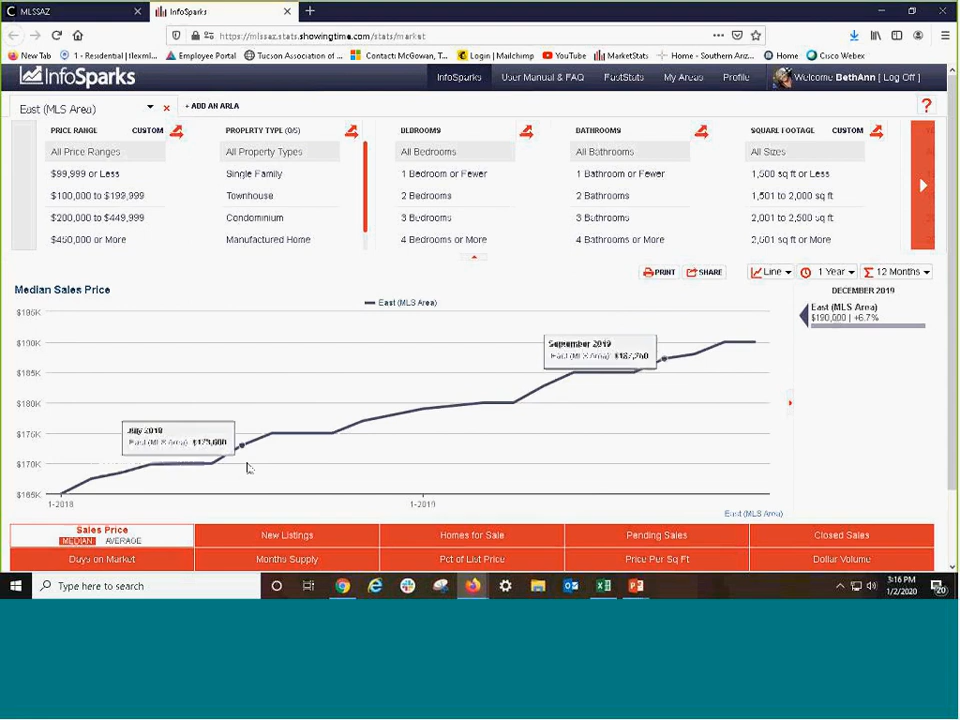 MLSSAZ
InfoSparks
https://mlssaz.stats.showingtime.com/stats/market
New Tab
1 - Residential | flexml...
Employee Portal
Tucson Association of ...
Contact: McGowan, T...
Login | Mailchimp
YouTube
MarketStats
Home - Southern Ariz...
Home
Cisco Webex
InfoSparks
InfoSparks
User Manual & FAQ
FastStats
My Areas
Profile
Welcome BethAnn [ Log Off ]
East (MLS Area)
+ ADD AN AREA
?
PRICE RANGE
CUSTOM
PROPERTY TYPE (0/5)
BEDROOMS
BATHROOMS
SQUARE FOOTAGE
CUSTOM
All Price Ranges
All Property Types
All Bedrooms
All Bathrooms
All Sizes
$99,999 or Less
Single Family
1 Bedroom or Fewer
1 Bathroom or Fewer
1,500 sq ft or Less
$100,000 to $199,999
Townhouse
2 Bedrooms
2 Bathrooms
1,501 to 2,000 sq ft
$200,000 to $449,999
Condominium
3 Bedrooms
3 Bathrooms
2,001 to 2,500 sq ft
$450,000 or More
Manufactured Home
4 Bedrooms or More
4 Bathrooms or More
2,501 sq ft or More
PRINT
SHARE
Line
1 Year
12 Months
Median Sales Price
East (MLS Area)
DECEMBER 2019
East (MLS Area)
$190,000 | +6.7%
$195K
$190K
$185K
$180K
$175K
$170K
$165K
September 2019
East (MLS Area):
July 2018
East (MLS Area):
1-2018
1-2019
East (MLS Area)
Sales Price
MEDIAN AVERAGE
New Listings
Homes for Sale
Pending Sales
Closed Sales
Days on Market
Months Supply
Pct of List Price
Price Per Sq Ft
Dollar Volume
Type here to search
3:16 PM
1/2/2020
20